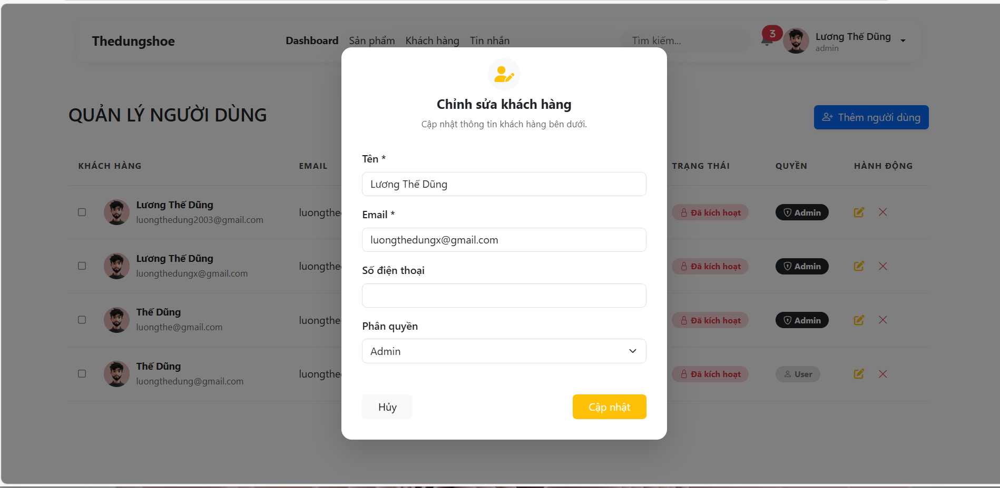 Thedungshoe
Dashboard Sản phẩm Khách hàng Tin nhắn
Tìm kiếm...
3
Lương Thế Dũng
admin
QUẢN LÝ NGƯỜI DÙNG
Thêm người dùng
KHÁCH HÀNG EMAIL TRẠNG THÁI QUYỀN HÀNH ĐỘNG
Lương Thế Dũng
luongthedung2003@gmail.com
luongthe
Đã kích hoạt
Admin
Lương Thế Dũng
luongthedungx@gmail.com
luongthe
Đã kích hoạt
Admin
Thế Dũng
luongthe@gmail.com
luongthe
Đã kích hoạt
Admin
Thế Dũng
luongthedung@gmail.com
luongthe
Đã kích hoạt
User
Chỉnh sửa khách hàng
Cập nhật thông tin khách hàng bên dưới.
Tên *
Lương Thế Dũng
Email *
luongthedungx@gmail.com
Số điện thoại
Phân quyền
Admin
Hủy
Cập nhật